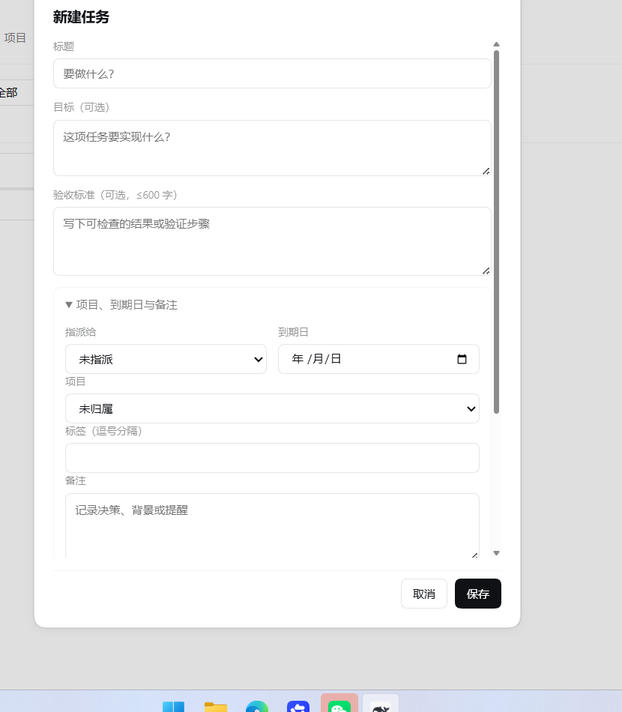 新建任务
项目
标题
要做什么?
全部
目标（可选）
这项任务要实现什么?
验收标准（可选，≤600 字）
写下可检查的结果或验证步骤
▼ 项目、到期日与备注
指派给
到期日
未指派
年 /月/日
项目
未归属
标签（逗号分隔）
备注
记录决策、背景或提醒
取消
保存